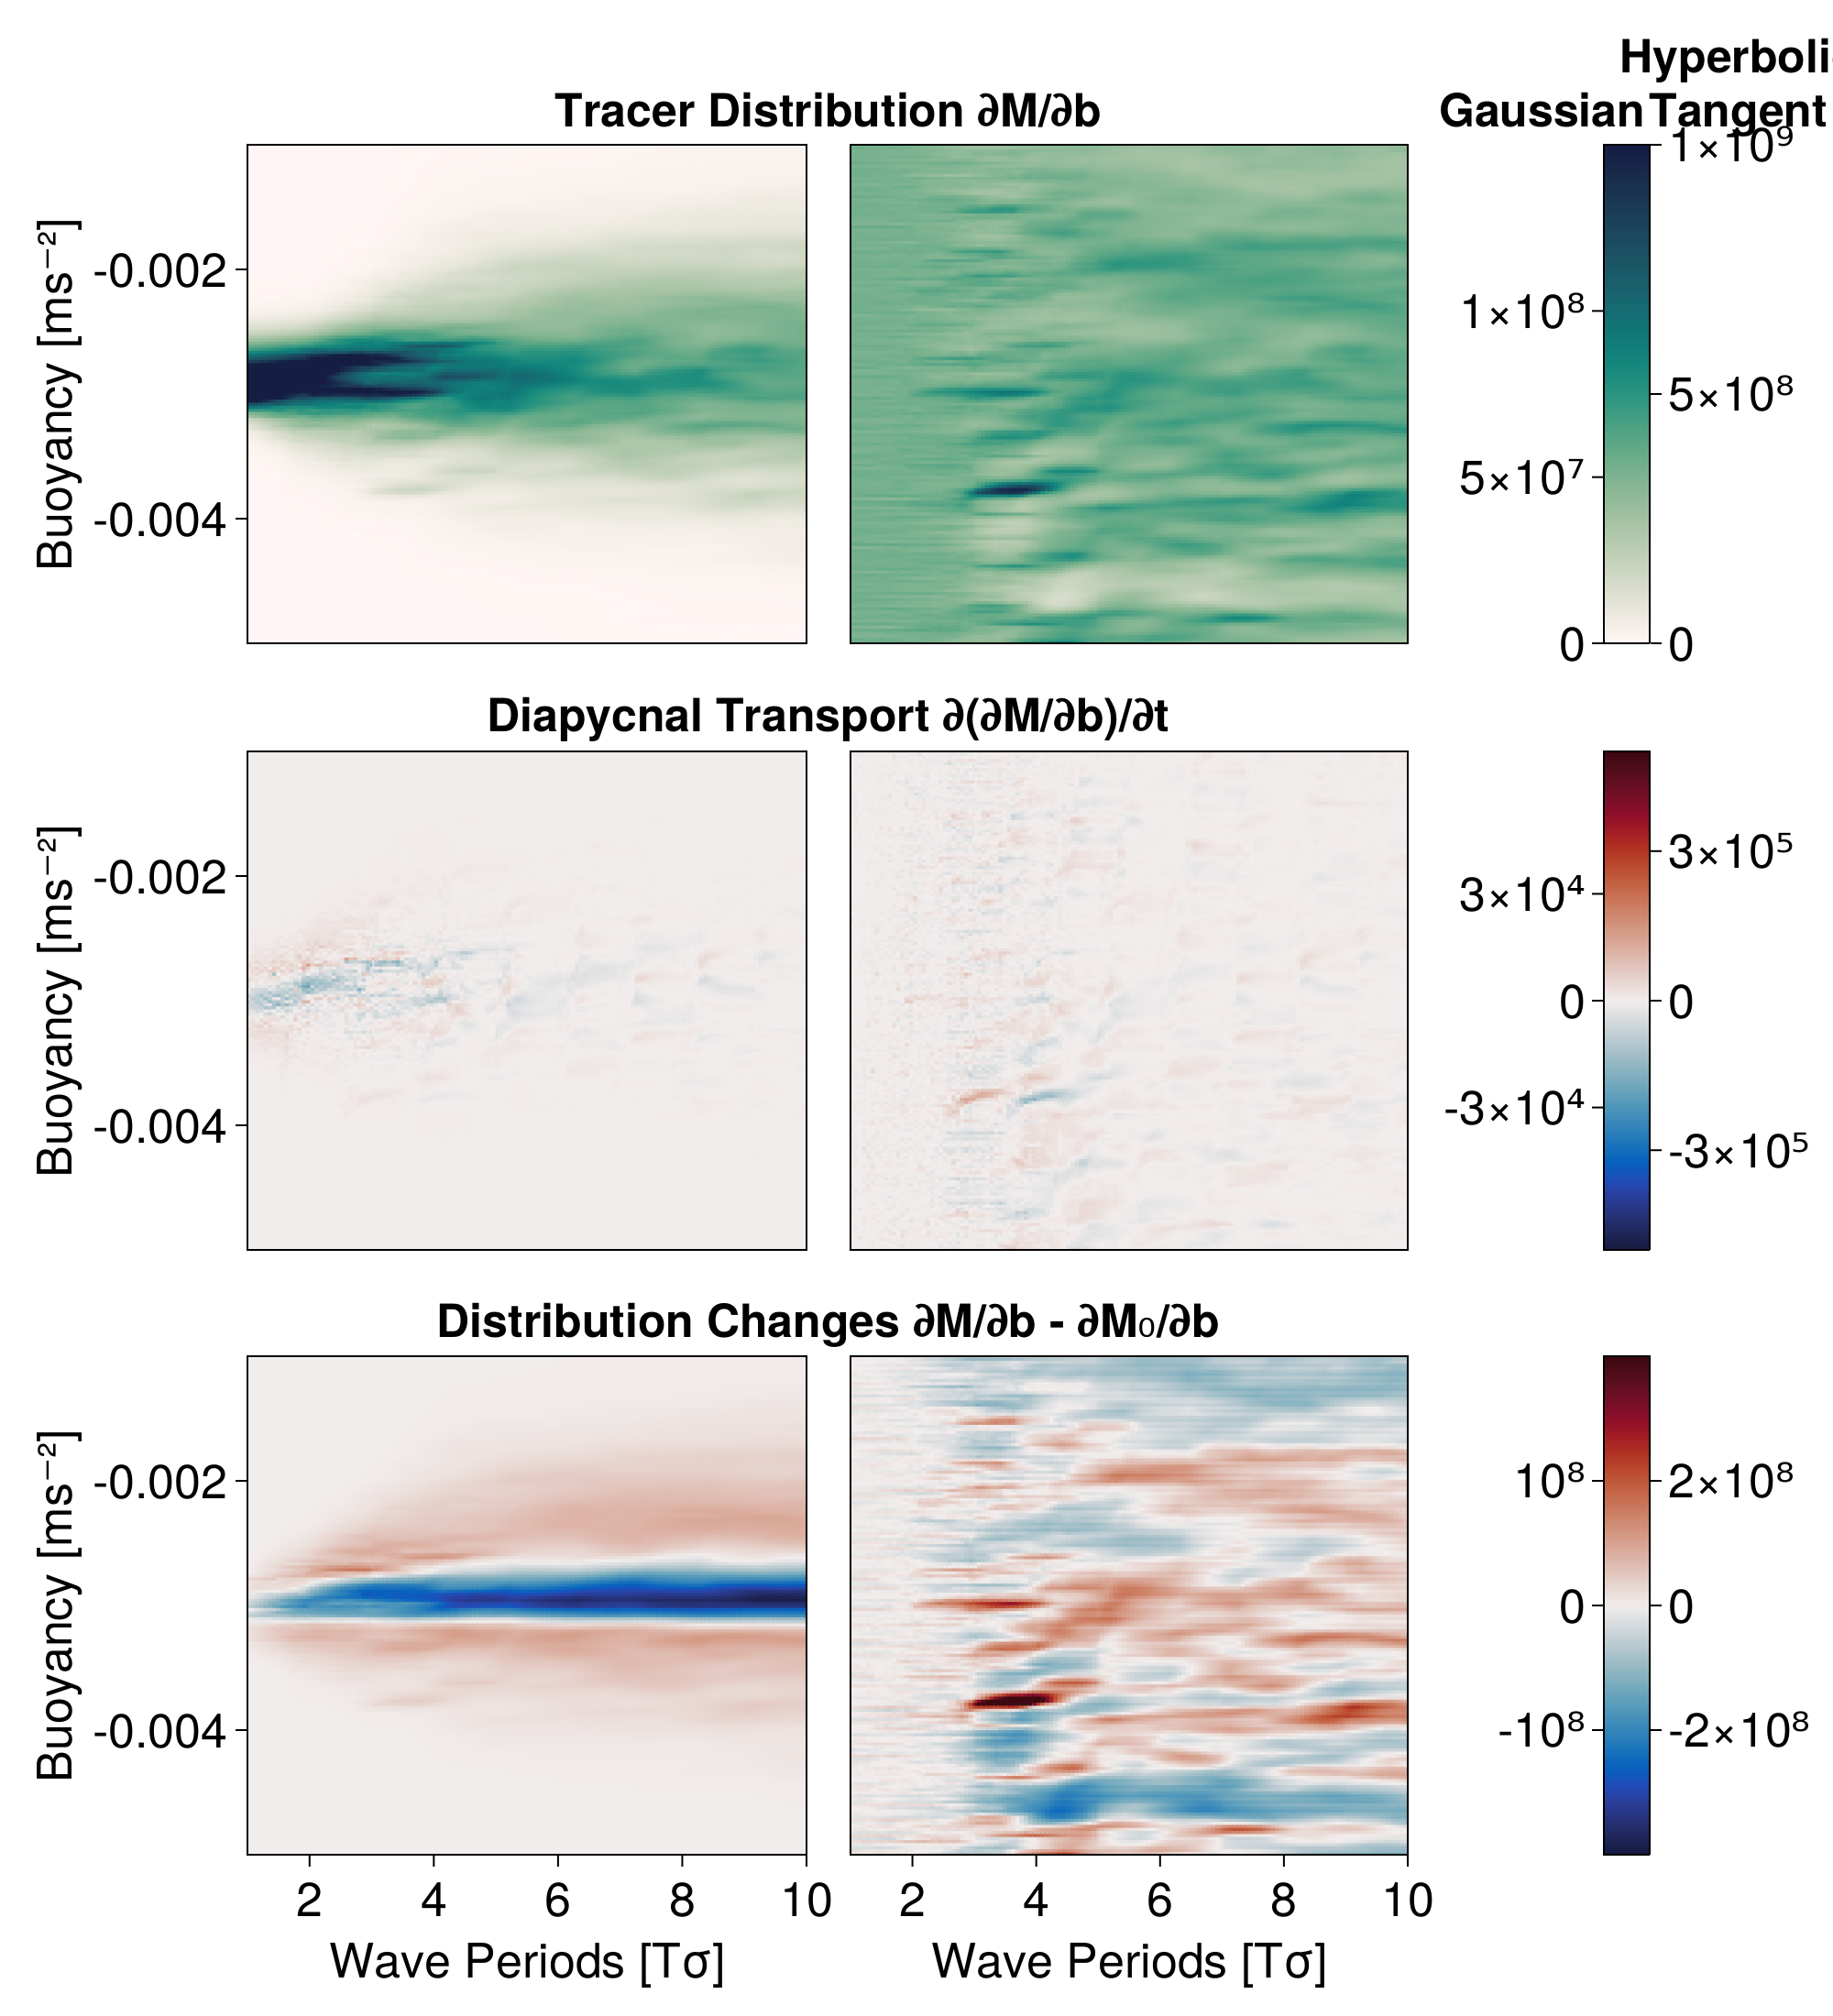 Hyperboli
Tracer Distribution ∂M/∂b
Gaussian Tangent
Buoyancy [ms⁻²]
-0.002
-0.004
1×10⁸
5×10⁷
0
1×10⁹
5×10⁸
0
Diapycnal Transport ∂(∂M/∂b)/∂t
Buoyancy [ms⁻²]
-0.002
-0.004
3×10⁴
0
-3×10⁴
3×10⁵
0
-3×10⁵
Distribution Changes ∂M/∂b - ∂M₀/∂b
Buoyancy [ms⁻²]
-0.002
-0.004
10⁸
0
-10⁸
2×10⁸
0
-2×10⁸
2 4 6 8 10 2 4 6 8 10
Wave Periods [Tσ] Wave Periods [Tσ]